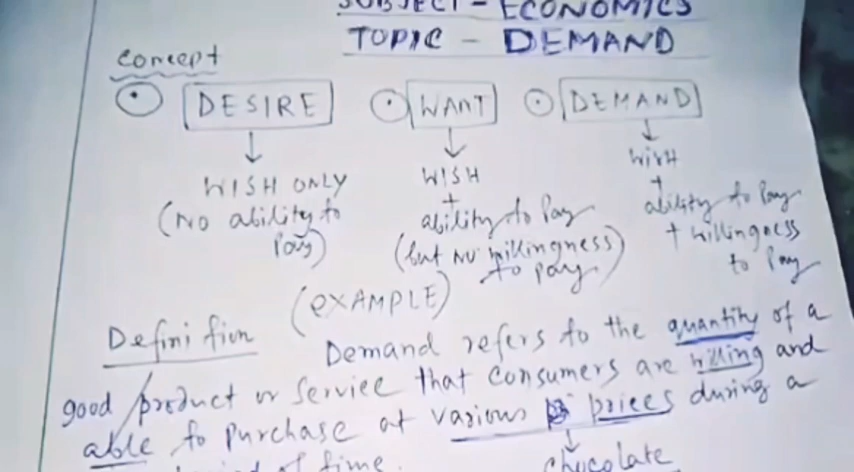 SUBJECT - ECONOMICS
TOPIC - DEMAND
Concept
DESIRE WANT DEMAND
WISH ONLY
(NO ability to
Pay)
WISH
+
ability to Pay
(but NO willingness)
to pay
WISH
+
ability to Pay
+ willingness
to Pay
(EXAMPLE)
Definition Demand refers to the quantity of a
good/product or Service that consumers are willing and
able to purchase at various prices during a
of time.
chocolate